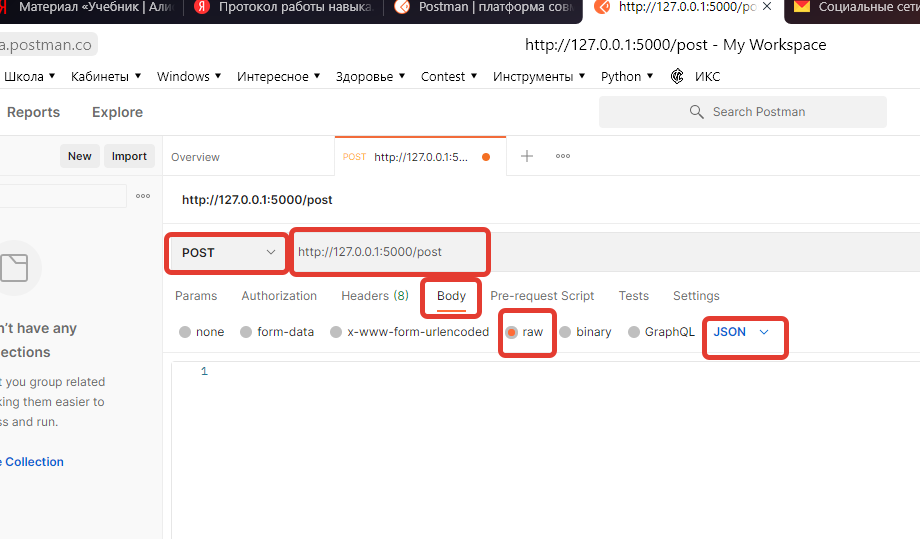 Материал «Учебник | Али
Протокол работы навыка.
Postman | платформа совм
http://127.0.0.1:5000/po
Социальные сети
a.postman.co
http://127.0.0.1:5000/post - My Workspace
Школа Кабинеты Windows Интересное Здоровье Contest Инструменты Python ИКС
Reports Explore
Search Postman
New Import
Overview
POST http://127.0.0.1:5...
http://127.0.0.1:5000/post
POST
http://127.0.0.1:5000/post
Params Authorization Headers (8) Body Pre-request Script Tests Settings
none form-data x-www-form-urlencoded raw binary GraphQL JSON
1
't have any
ections
t you group related
king them easier to
ss and run.
e Collection